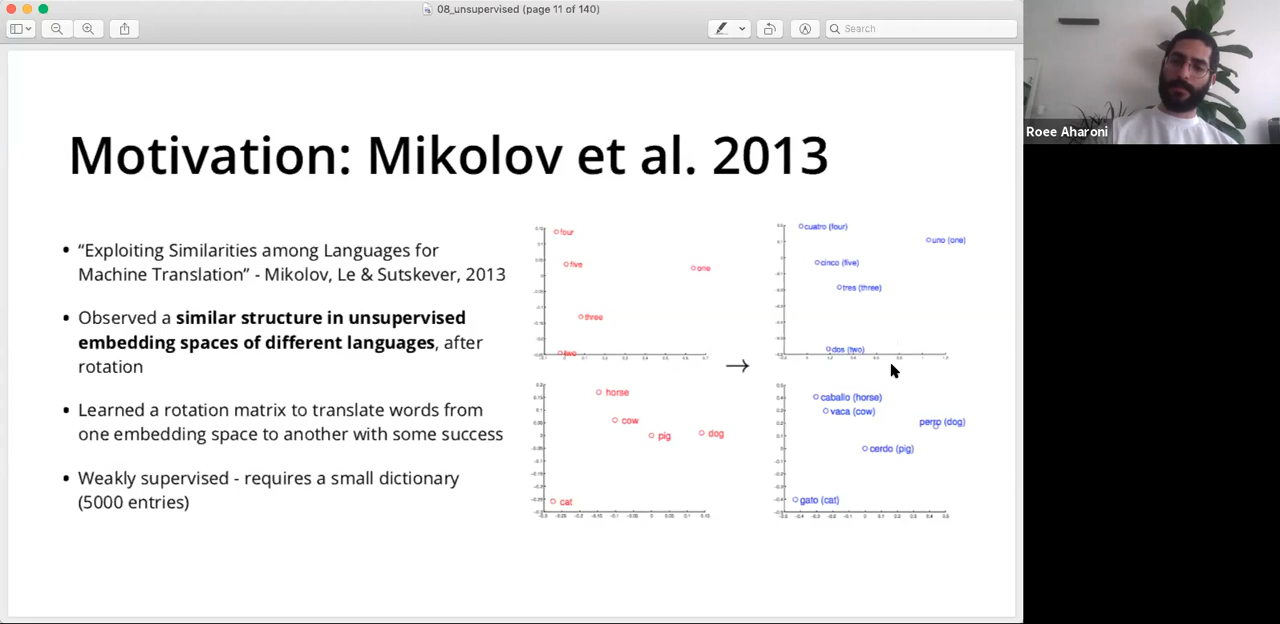 08_unsupervised (page 11 of 140)
Search
Roee Aharoni
Motivation: Mikolov et al. 2013
• “Exploiting Similarities among Languages for
Machine Translation” - Mikolov, Le & Sutskever, 2013
• Observed a similar structure in unsupervised
embedding spaces of different languages, after
rotation
• Learned a rotation matrix to translate words from
one embedding space to another with some success
• Weakly supervised - requires a small dictionary
(5000 entries)
four
five
one
three
two
→
cuatro (four)
uno (one)
cinco (five)
tres (three)
dos (two)
horse
cow
pig
dog
cat
caballo (horse)
vaca (cow)
perro (dog)
cerdo (pig)
gato (cat)